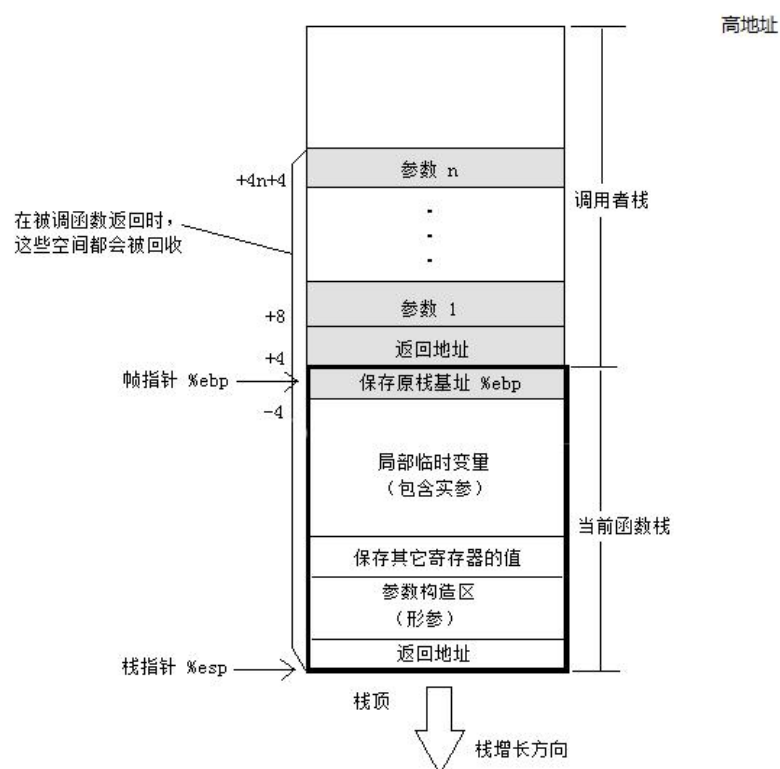 高地址
参数 n
+4n+4
调用者栈
在被调函数返回时，
这些空间都会被回收
.
.
.
参数 1
+8
返回地址
+4
帧指针 %ebp
保存原栈基址 %ebp
-4
局部临时变量
（包含实参）
当前函数栈
保存其它寄存器的值
参数构造区
（形参）
返回地址
栈指针 %esp
栈顶
栈增长方向